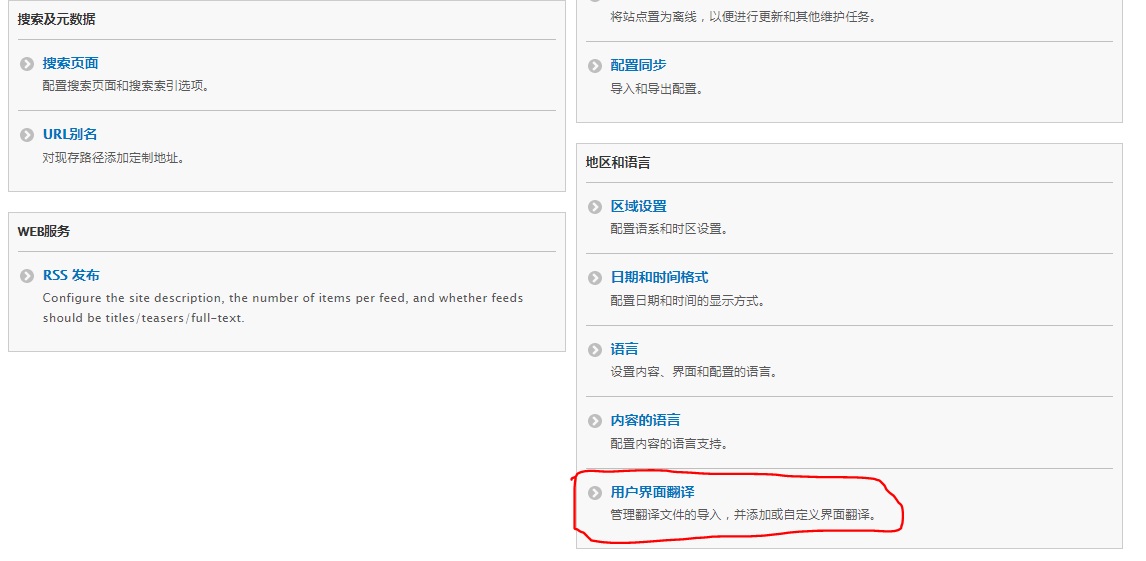 搜索及元数据
搜索页面
配置搜索页面和搜索索引选项。
URL别名
对现存路径添加定制地址。
WEB服务
RSS 发布
Configure the site description, the number of items per feed, and whether feeds
should be titles/teasers/full-text.
将站点置为离线，以便进行更新和其他维护任务。
配置同步
导入和导出配置。
地区和语言
区域设置
配置语系和时区设置。
日期和时间格式
配置日期和时间的显示方式。
语言
设置内容、界面和配置的语言。
内容的语言
配置内容的语言支持。
用户界面翻译
管理翻译文件的导入，并添加或自定义界面翻译。